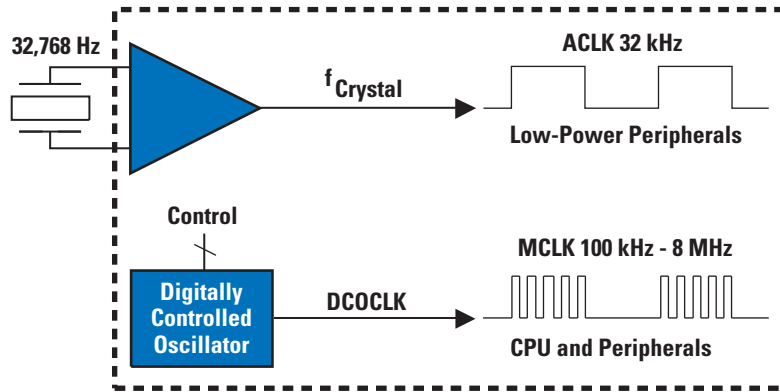 32,768 Hz
ACLK 32 kHz
fCrystal
Low-Power Peripherals
Control
MCLK 100 kHz - 8 MHz
Digitally
Controlled
Oscillator
DCOCLK
CPU and Peripherals